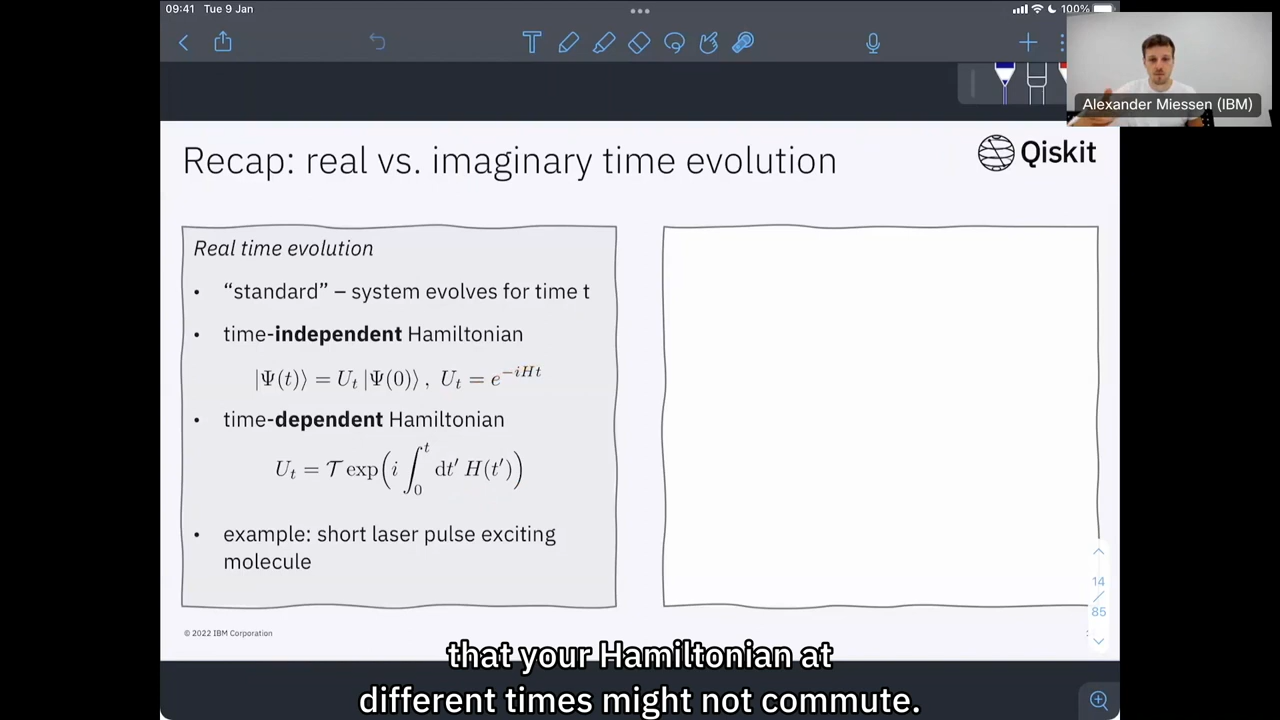 09:41 Tue 9 Jan
100%
Alexander Miessen (IBM)
Recap: real vs. imaginary time evolution
Qiskit
Real time evolution
• “standard” – system evolves for time t
• time-independent Hamiltonian
|Ψ(t)⟩ = U_t |Ψ(0)⟩ , U_t = e^{-iHt}
• time-dependent Hamiltonian
U_t = 𝒯 exp(i ∫_0^t dt′ H(t′))
• example: short laser pulse exciting
molecule
14
/
85
© 2022 IBM Corporation
that your Hamiltonian at
different times might not commute.